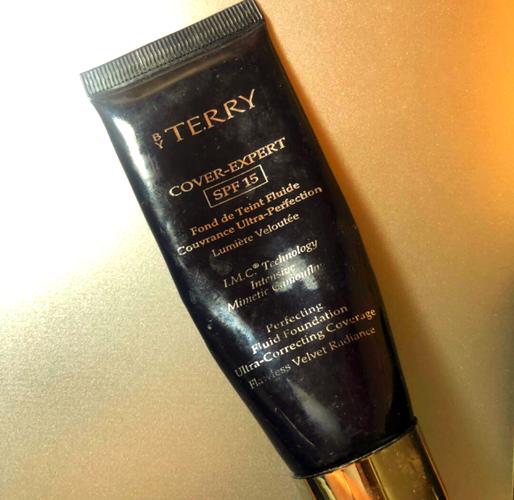 BY TERRY
COVER-EXPERT
SPF 15
Fond de Teint Fluide
Couvrance Ultra-Perfection
Lumière Veloutée
I.M.C.® Technology
Intensive
Mimetic Camouflage
Perfecting
Fluid Foundation
Ultra-Correcting Coverage
Flawless Velvet Radiance